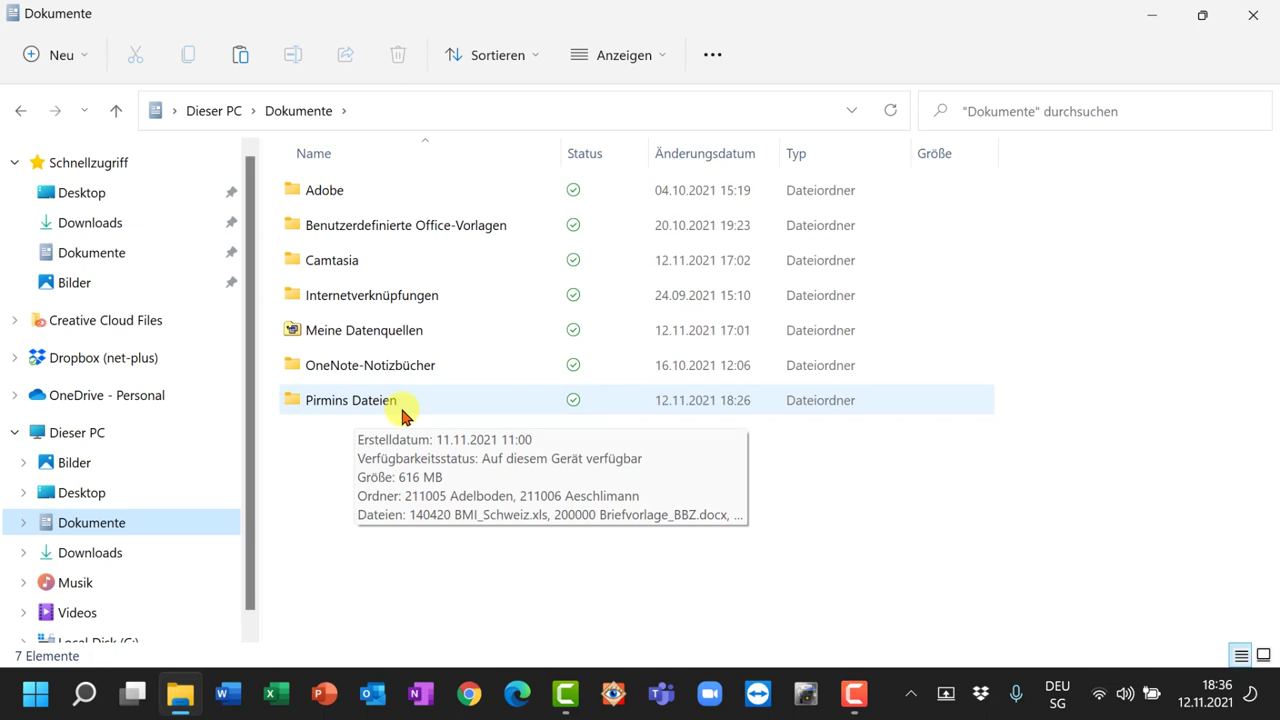 Dokumente
Neu
Sortieren
Anzeigen
Dieser PC > Dokumente >
"Dokumente" durchsuchen
Name Status Änderungsdatum Typ Größe
Adobe 04.10.2021 15:19 Dateiordner
Benutzerdefinierte Office-Vorlagen 20.10.2021 19:23 Dateiordner
Camtasia 12.11.2021 17:02 Dateiordner
Internetverknüpfungen 24.09.2021 15:10 Dateiordner
Meine Datenquellen 12.11.2021 17:01 Dateiordner
OneNote-Notizbücher 16.10.2021 12:06 Dateiordner
Pirmins Dateien 12.11.2021 18:26 Dateiordner
Erstelldatum: 11.11.2021 11:00
Verfügbarkeitsstatus: Auf diesem Gerät verfügbar
Größe: 616 MB
Ordner: 211005 Adelboden, 211006 Aeschlimann
Dateien: 140420 BMI_Schweiz.xls, 200000 Briefvorlage_BBZ.docx, ...
Schnellzugriff
Desktop
Downloads
Dokumente
Bilder
Creative Cloud Files
Dropbox (net-plus)
OneDrive - Personal
Dieser PC
Bilder
Desktop
Dokumente
Downloads
Musik
Videos
Local Disk (C:)
7 Elemente
DEU
SG
18:36
12.11.2021